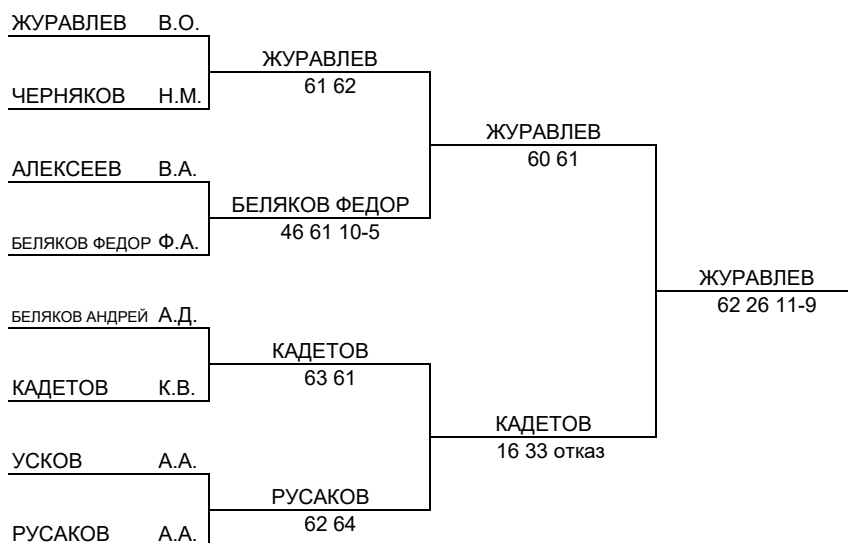 ЖУРАВЛЕВ В.О.
ЖУРАВЛЕВ
61 62
ЧЕРНЯКОВ Н.М.
ЖУРАВЛЕВ
60 61
АЛЕКСЕЕВ В.А.
БЕЛЯКОВ ФЕДОР
46 61 10-5
БЕЛЯКОВ ФЕДОР Ф.А.
ЖУРАВЛЕВ
62 26 11-9
БЕЛЯКОВ АНДРЕЙ А.Д.
КАДЕТОВ
63 61
КАДЕТОВ К.В.
КАДЕТОВ
16 33 отказ
УСКОВ А.А.
РУСАКОВ
62 64
РУСАКОВ А.А.